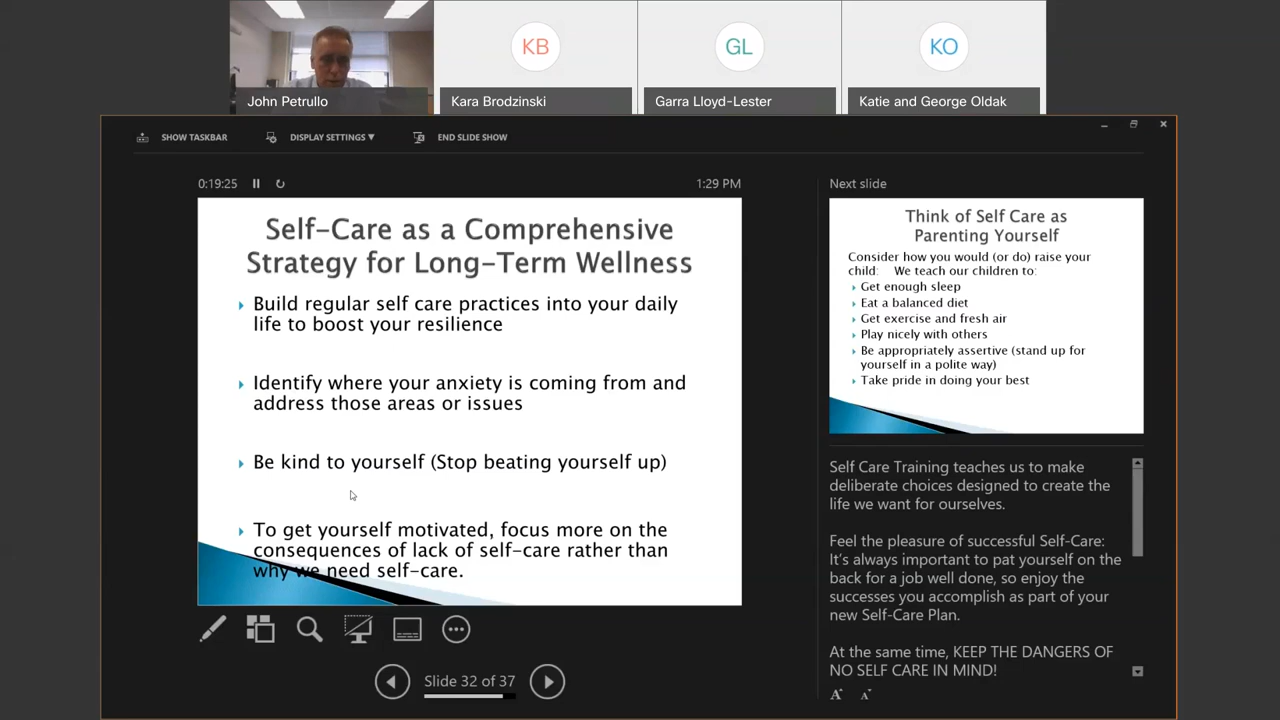 KB
GL
KO
John Petrullo
Kara Brodzinski
Garra Lloyd-Lester
Katie and George Oldak
SHOW TASKBAR
DISPLAY SETTINGS ▼
END SLIDE SHOW
0:19:25
1:29 PM
Self-Care as a Comprehensive
Strategy for Long-Term Wellness
Build regular self care practices into your daily
life to boost your resilience
Identify where your anxiety is coming from and
address those areas or issues
Be kind to yourself (Stop beating yourself up)
To get yourself motivated, focus more on the
consequences of lack of self-care rather than
why we need self-care.
Slide 32 of 37
Next slide
Think of Self Care as
Parenting Yourself
Consider how you would (or do) raise your
child: We teach our children to:
Get enough sleep
Eat a balanced diet
Get exercise and fresh air
Play nicely with others
Be appropriately assertive (stand up for
yourself in a polite way)
Take pride in doing your best
Self Care Training teaches us to make
deliberate choices designed to create the
life we want for ourselves.
Feel the pleasure of successful Self-Care:
It's always important to pat yourself on the
back for a job well done, so enjoy the
successes you accomplish as part of your
new Self-Care Plan.
At the same time, KEEP THE DANGERS OF
NO SELF CARE IN MIND!
A A